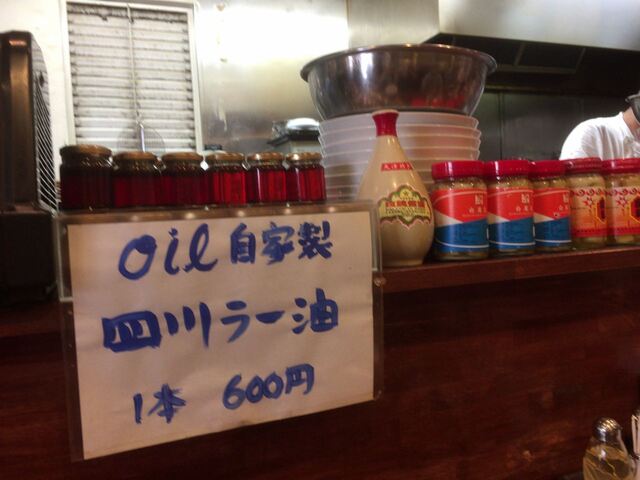 oil 自家製
四川ラー油
1本 600円